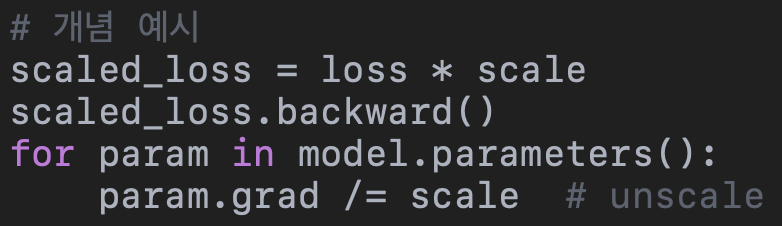 # 개념 예시
scaled_loss = loss * scale
scaled_loss.backward()
for param in model.parameters():
    param.grad /= scale  # unscale